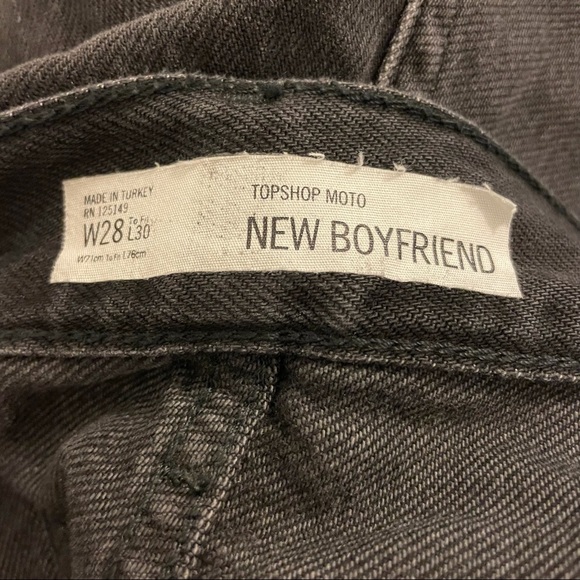 MADE IN TURKEY
RN 125149
W28 To Fit L30
W71cm To Fit L76cm
TOPSHOP MOTO
NEW BOYFRIEND